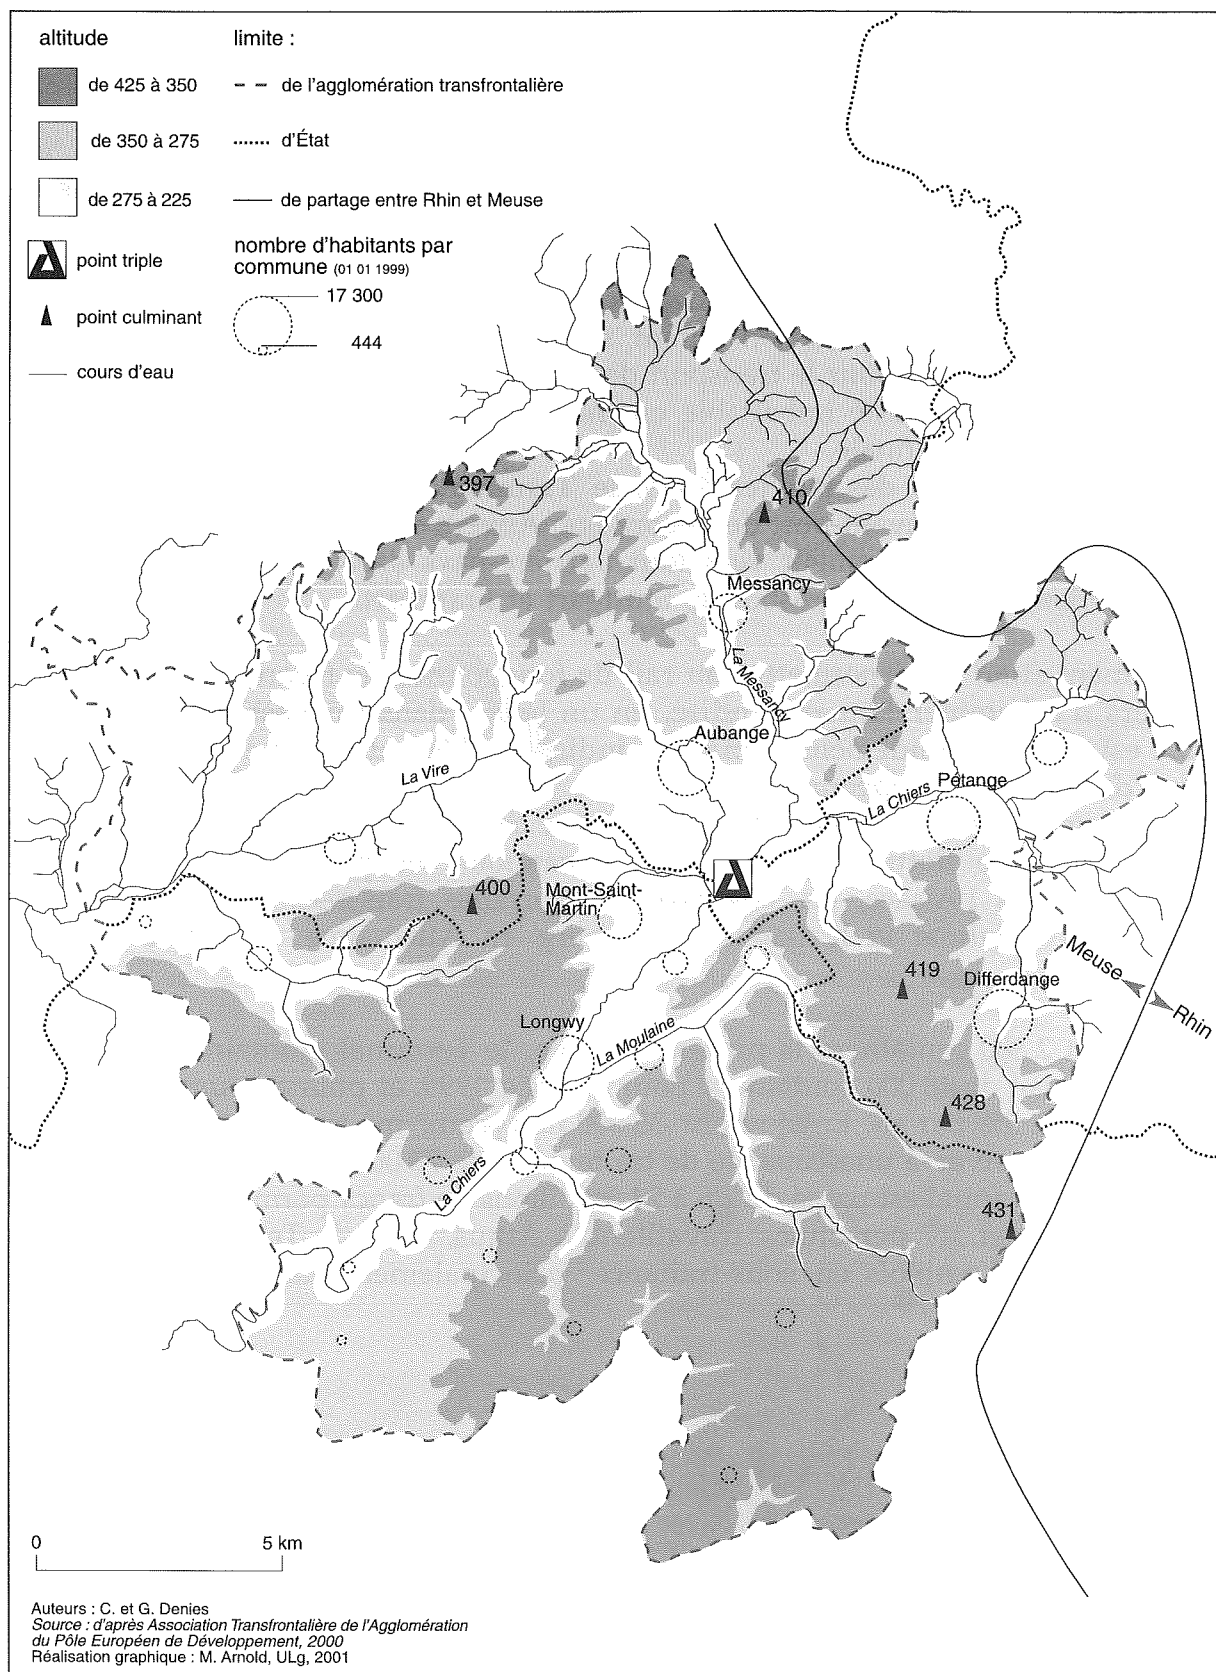 altitude
limite :
de 425 à 350
de l'agglomération transfrontalière
de 350 à 275
d'État
de 275 à 225
de partage entre Rhin et Meuse
point triple
nombre d'habitants par
commune (01 01 1999)
17 300
point culminant
444
cours d'eau
397
410
Messancy
La Messancy
Aubange
La Vire
La Chiers
Pétange
400
Mont-Saint-
Martin
419
Meuse
Rhin
Differdange
Longwy
La Moulaine
428
La Chiers
431
0
5 km
Auteurs : C. et G. Denies
Source : d'après Association Transfrontalière de l'Agglomération
du Pôle Européen de Développement, 2000
Réalisation graphique : M. Arnold, ULg, 2001